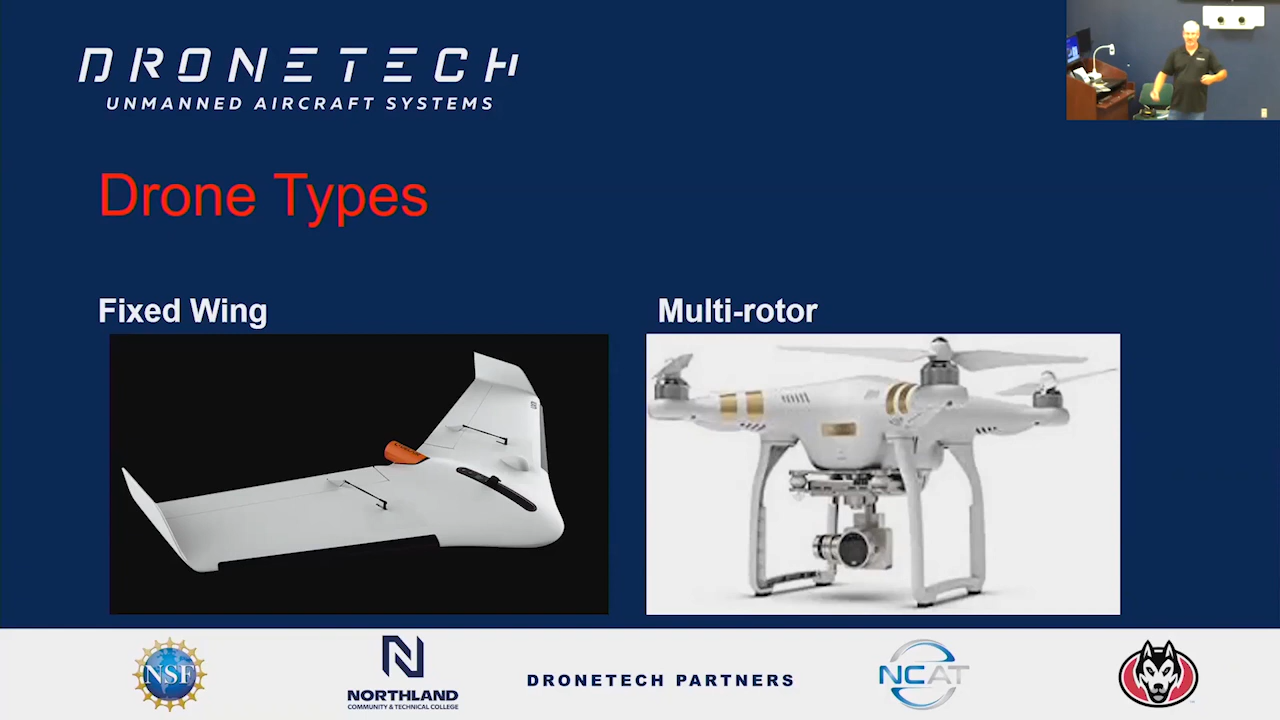 DRONETECH
UNMANNED AIRCRAFT SYSTEMS
Drone Types
Fixed Wing
Multi-rotor
NSF
NORTHLAND
COMMUNITY & TECHNICAL COLLEGE
DRONETECH PARTNERS
NCAT